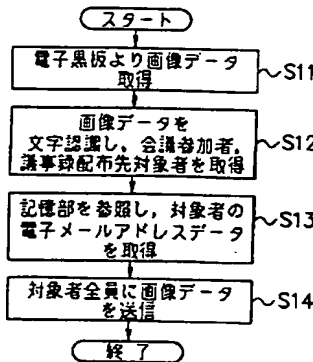 スタート
電子黒板より画像データ
取得
S11
画像データを
文字認識し，会議参加者，
議事録配布先対象者を取得
S12
記憶部を参照し，対象者の
電子メールアドレスデータ
を取得
S13
対象者全員に画像データ
を送信
S14
終了